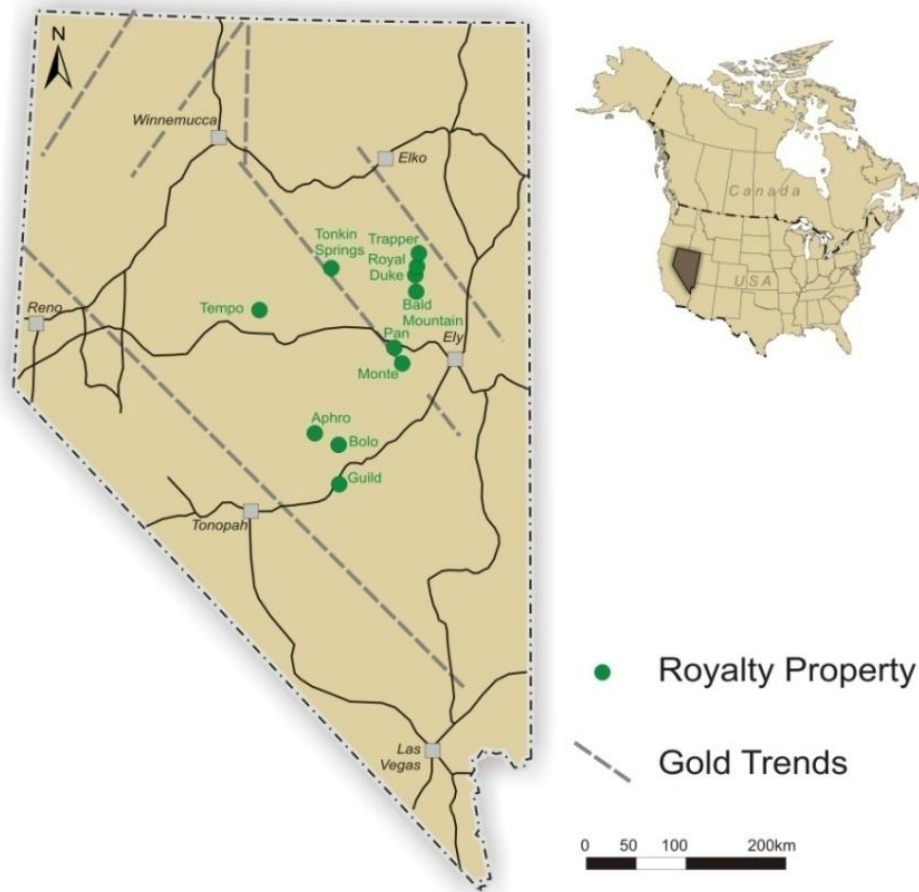 N
Winnemucca
Elko
Tonkin
Springs
Trapper
Royal
Duke
Bald
Mountain
Tempo
Reno
Pan
Ely
Monte
Aphro
Bolo
Guild
Tonopah
Las
Vegas
Canada
USA
Royalty Property
Gold Trends
0 50 100 200km